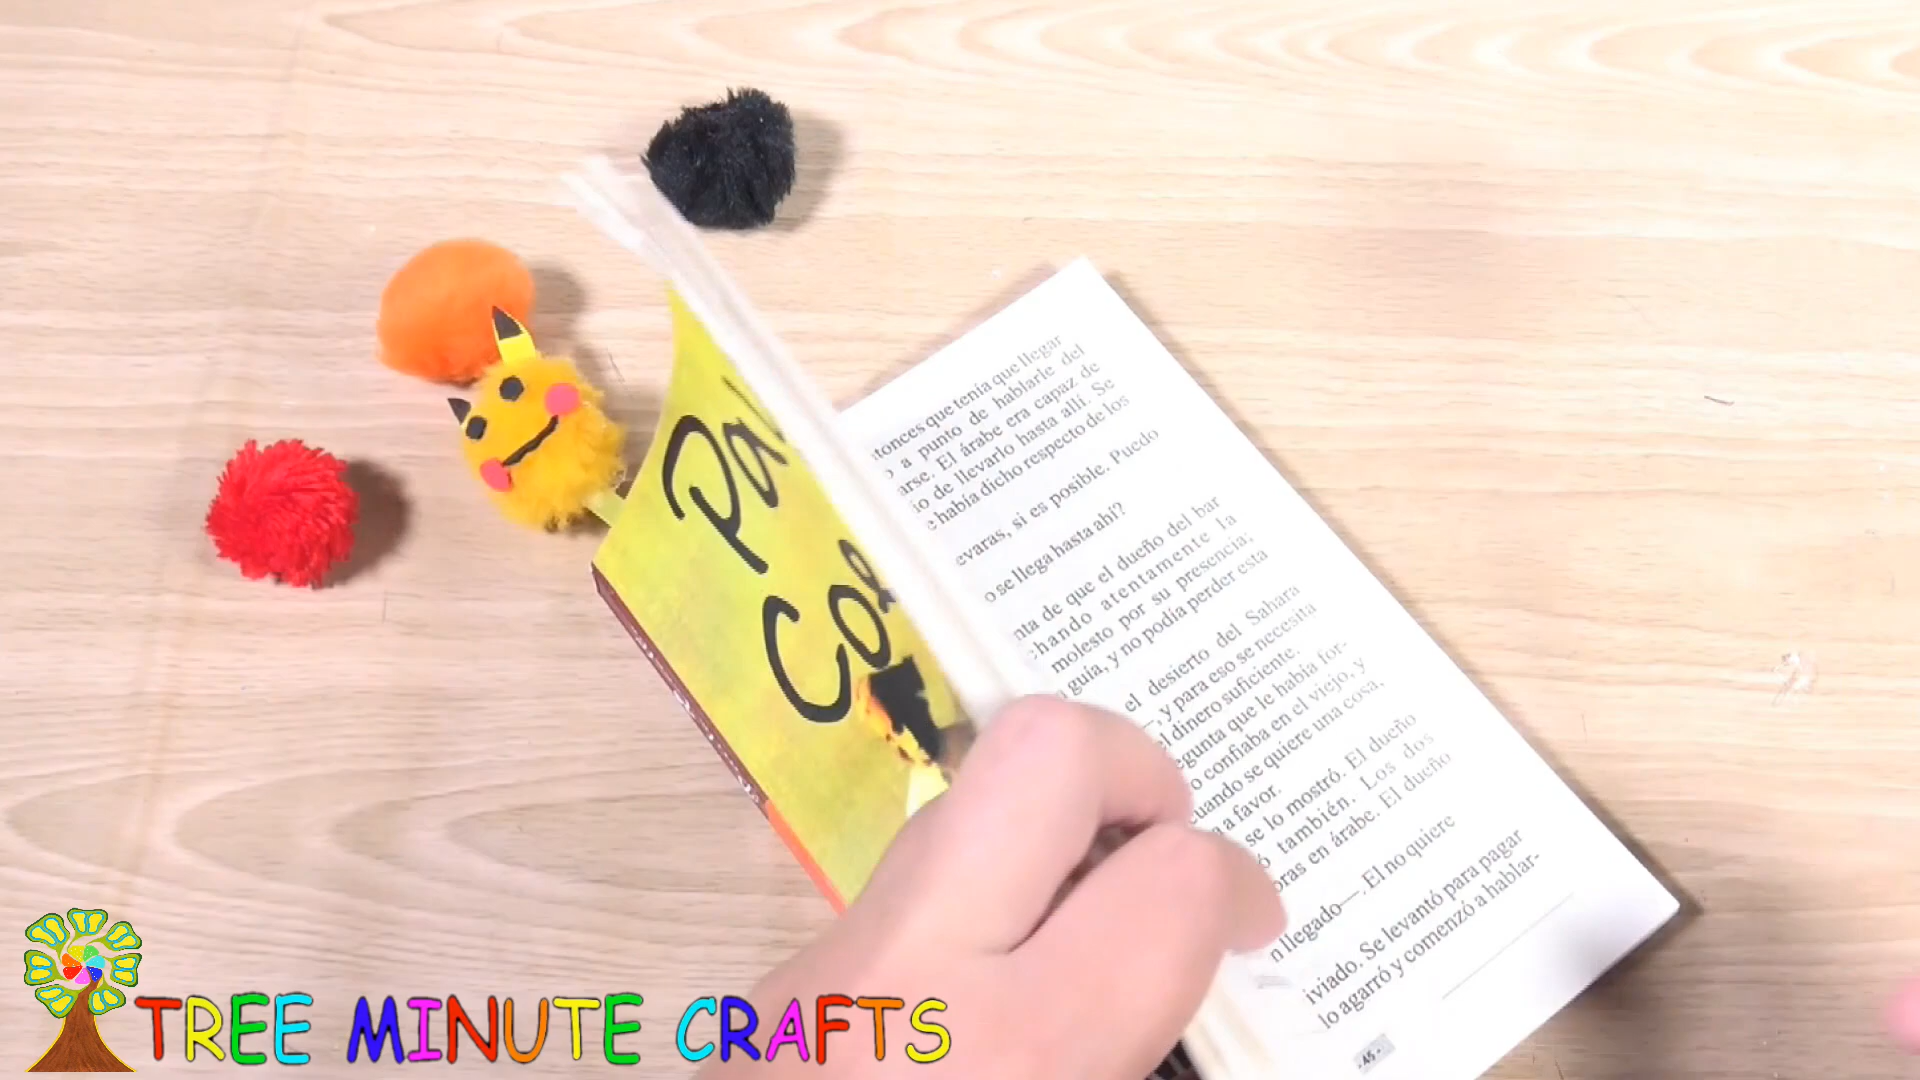 Pa
Co
tonces que tenía que llegar
o a punto de hablarle del
arse. El árabe era capaz de
io de llevarlo hasta allí. Se
e había dicho respecto de los
evaras, si es posible. Puedo
o se llega hasta ahí?
nta de que el dueño del bar
chando atentamente la
molesto por su presencia;
guía, y no podía perder esta
el desierto del Sahara
—, y para eso se necesita
el dinero suficiente.
egunta que le había for-
o confiaba en el viejo, y
uando se quiere una cosa,
a a favor.
se lo mostró. El dueño
ó también. Los dos
oras en árabe. El dueño
n llegado—. El no quiere
iviado. Se levantó para pagar
lo agarró y comenzó a hablar-
- 45 -
TREE MINUTE CRAFTS